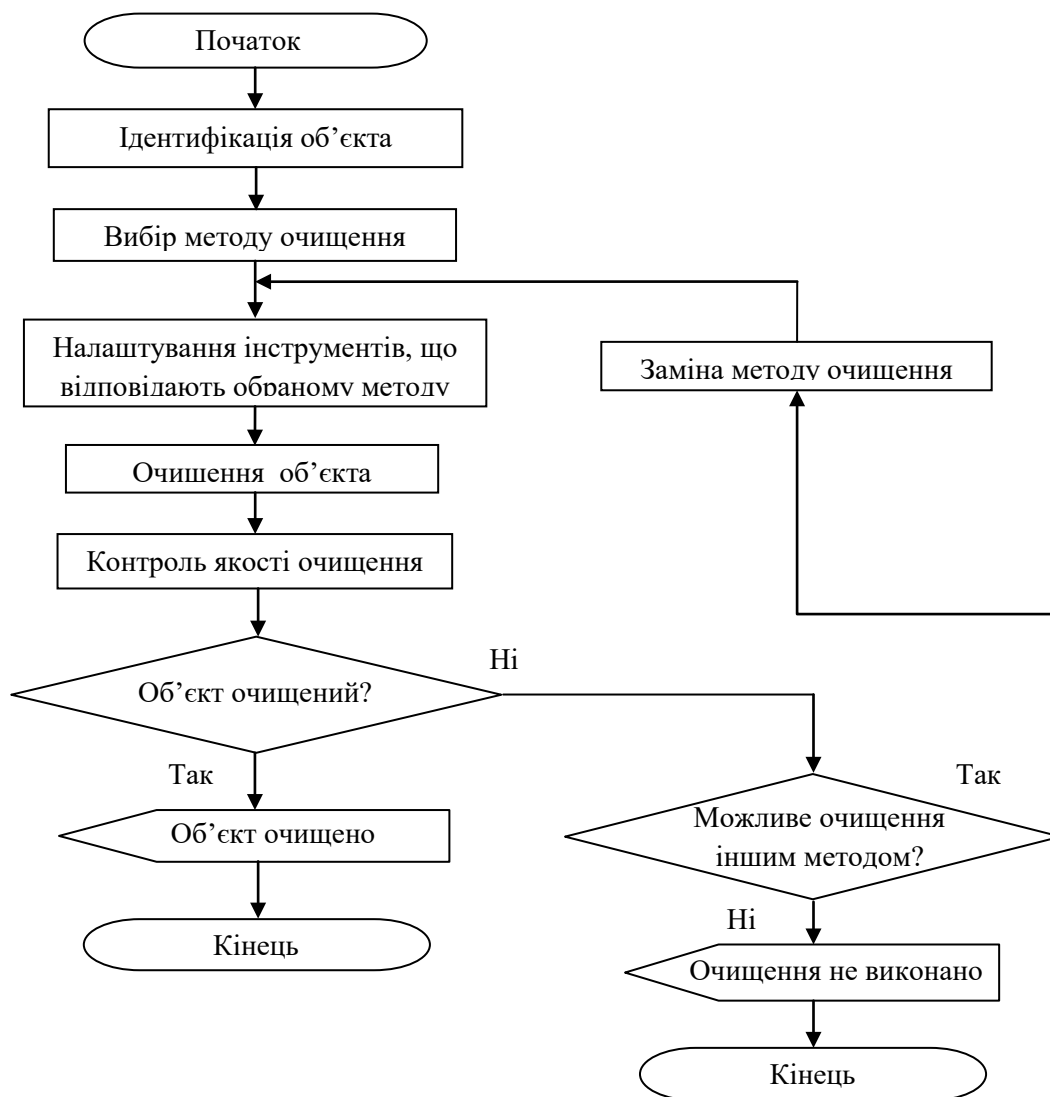 Початок
Ідентифікація об’єкта
Вибір методу очищення
Налаштування інструментів, що
відповідають обраному методу
Заміна методу очищення
Очишення об’єкта
Контроль якості очищення
Ні
Об’єкт очищений?
Так
Так
Об’єкт очищено
Можливе очищення
іншим методом?
Ні
Кінець
Очищення не виконано
Кінець